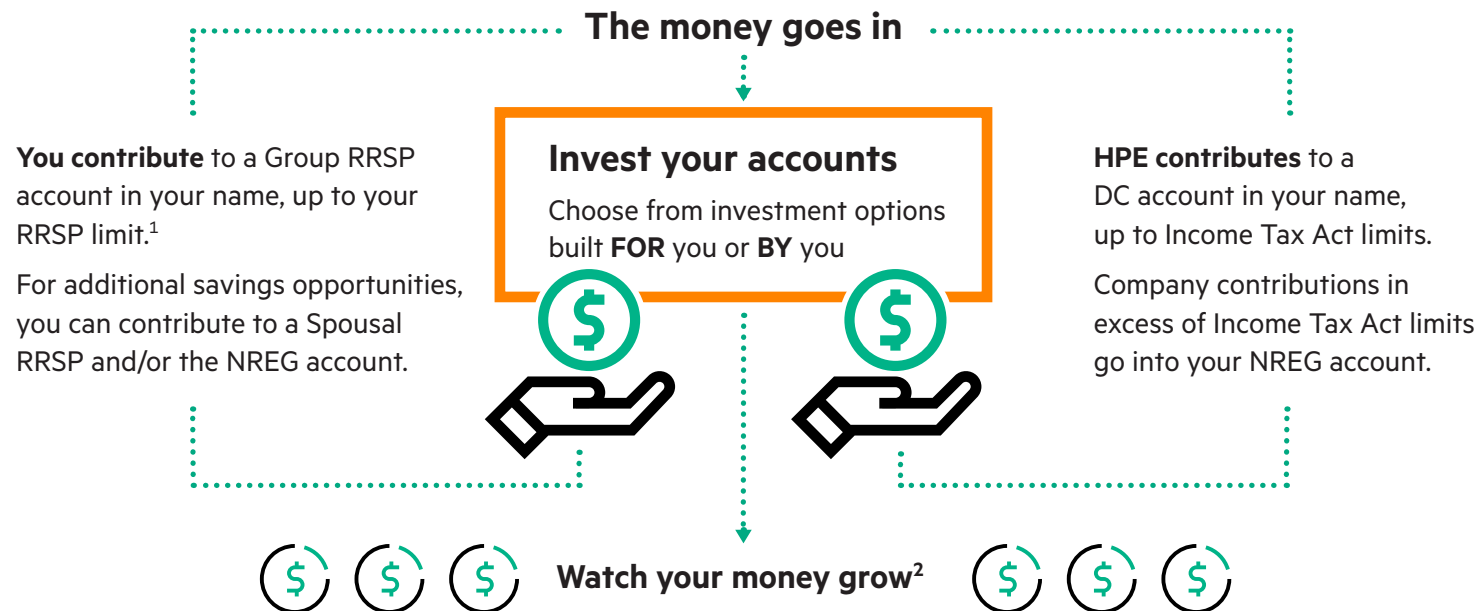 The money goes in
You contribute to a Group RRSP
account in your name, up to your
RRSP limit.1
For additional savings opportunities,
you can contribute to a Spousal
RRSP and/or the NREG account.
Invest your accounts
Choose from investment options
built FOR you or BY you
$ $
HPE contributes to a
DC account in your name,
up to Income Tax Act limits.
Company contributions in
excess of Income Tax Act limits
go into your NREG account.
$ $ $ Watch your money grow2 $ $ $